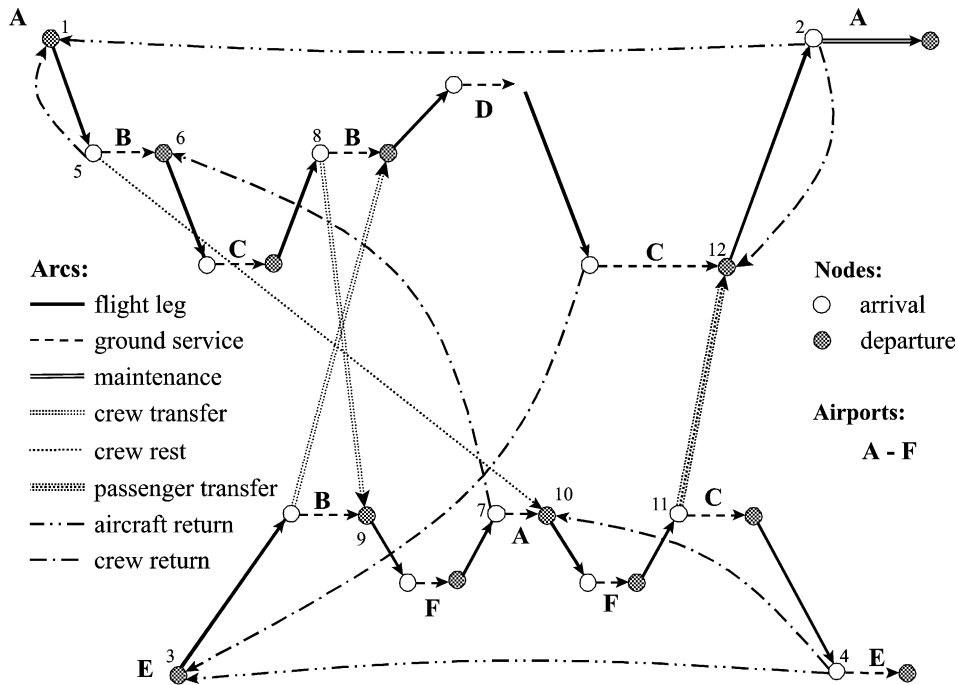 A
1
2
A
D
B
6
8
B
5
C
C
12
Arcs:
flight leg
ground service
maintenance
crew transfer
crew rest
passenger transfer
aircraft return
crew return
Nodes:
arrival
departure
Airports:
A - F
B
9
7
A
10
11
C
F
F
E
3
4
E